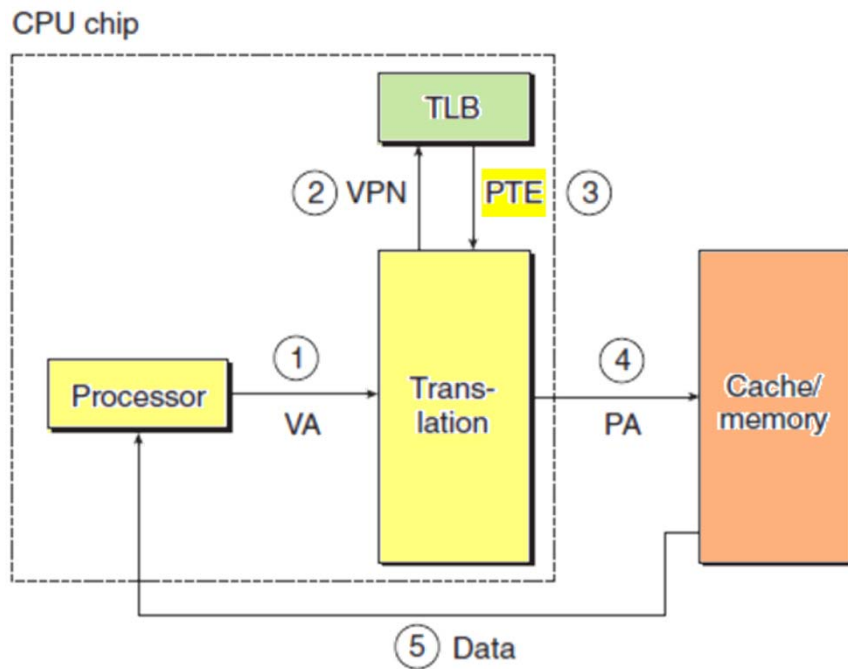 CPU chip
TLB
2 VPN
PTE 3
1
VA
Processor
Trans-
lation
4
PA
Cache/
memory
5 Data